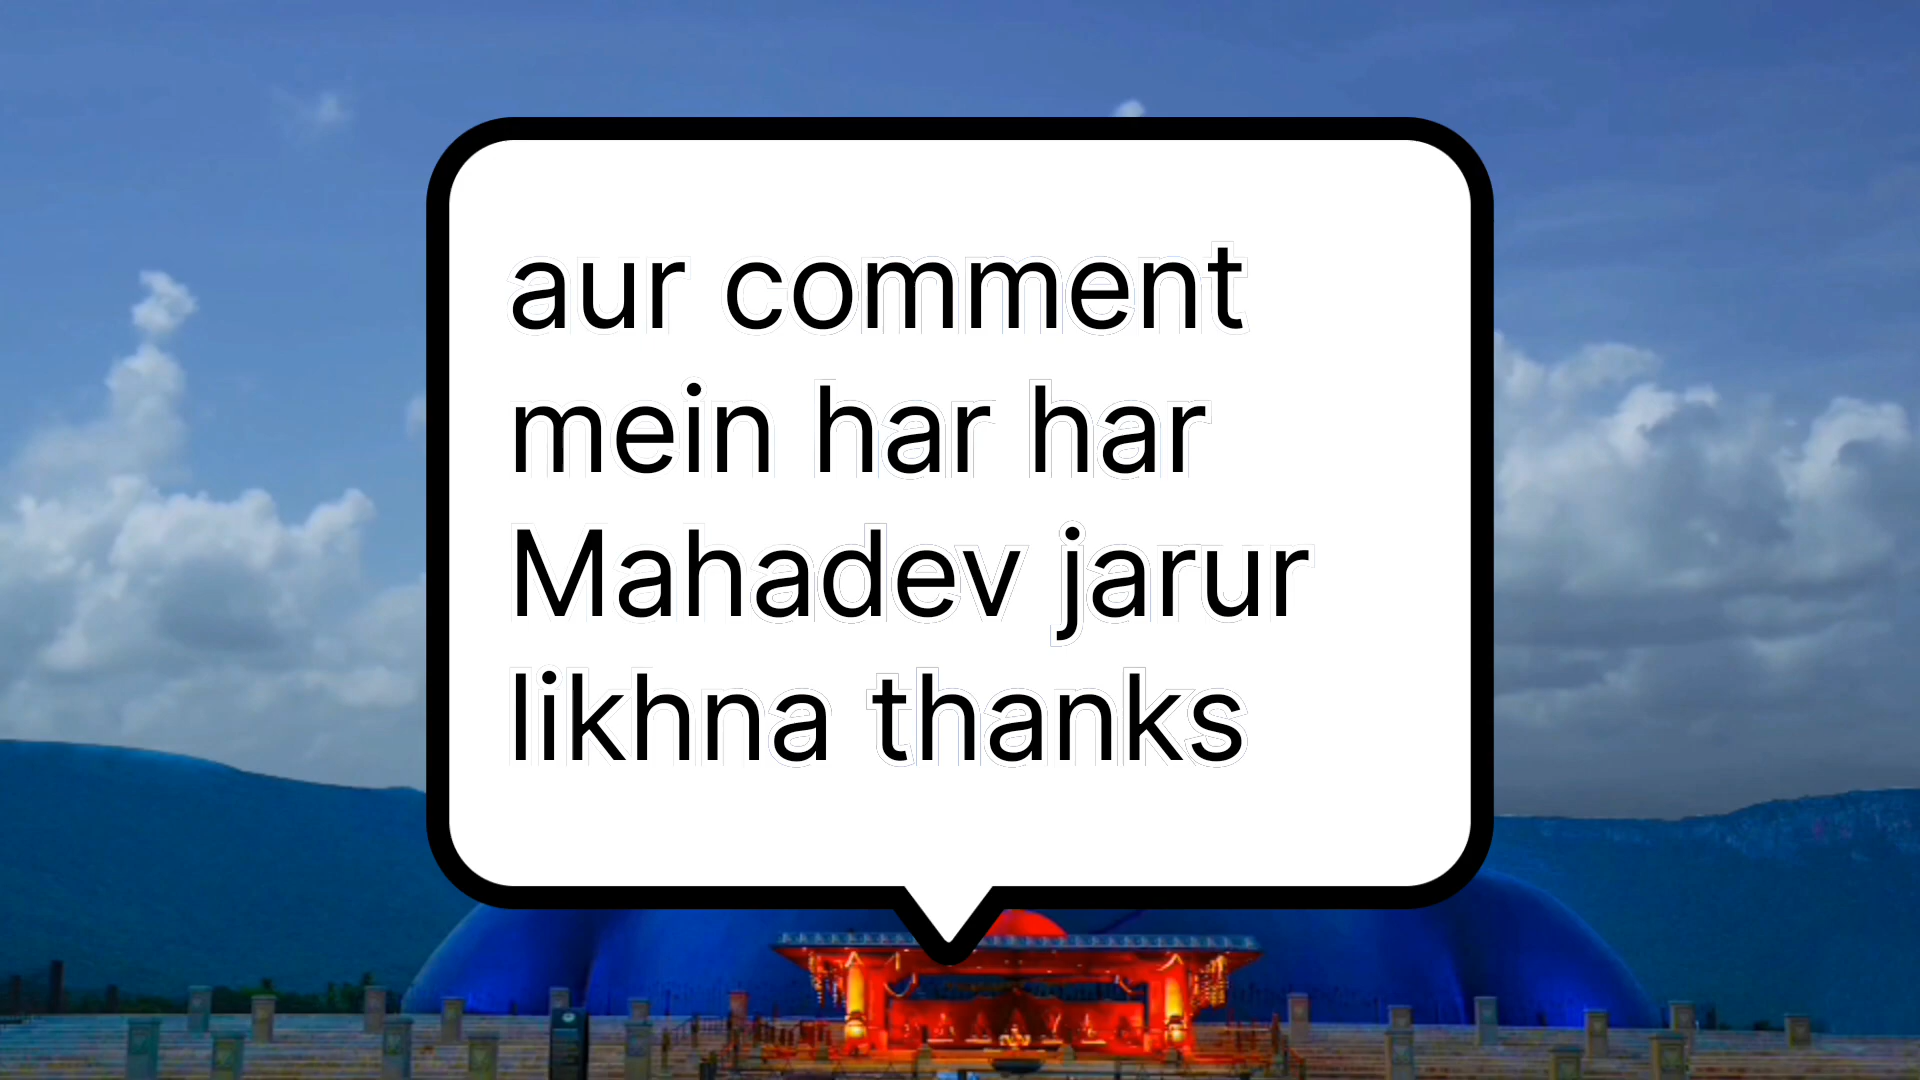 aur comment
mein har har
Mahadev jarur
likhna thanks